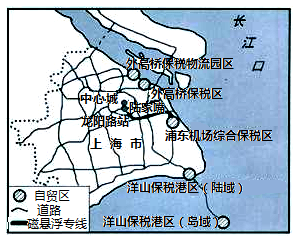 长
江
口
外高桥保税物流园区
外高桥保税区
中心城
陆家嘴
龙阳路站
浦东机场综合保税区
上海市
洋山保税港区（陆域）
自贸区
道路
磁悬浮专线
洋山保税港区（岛域）